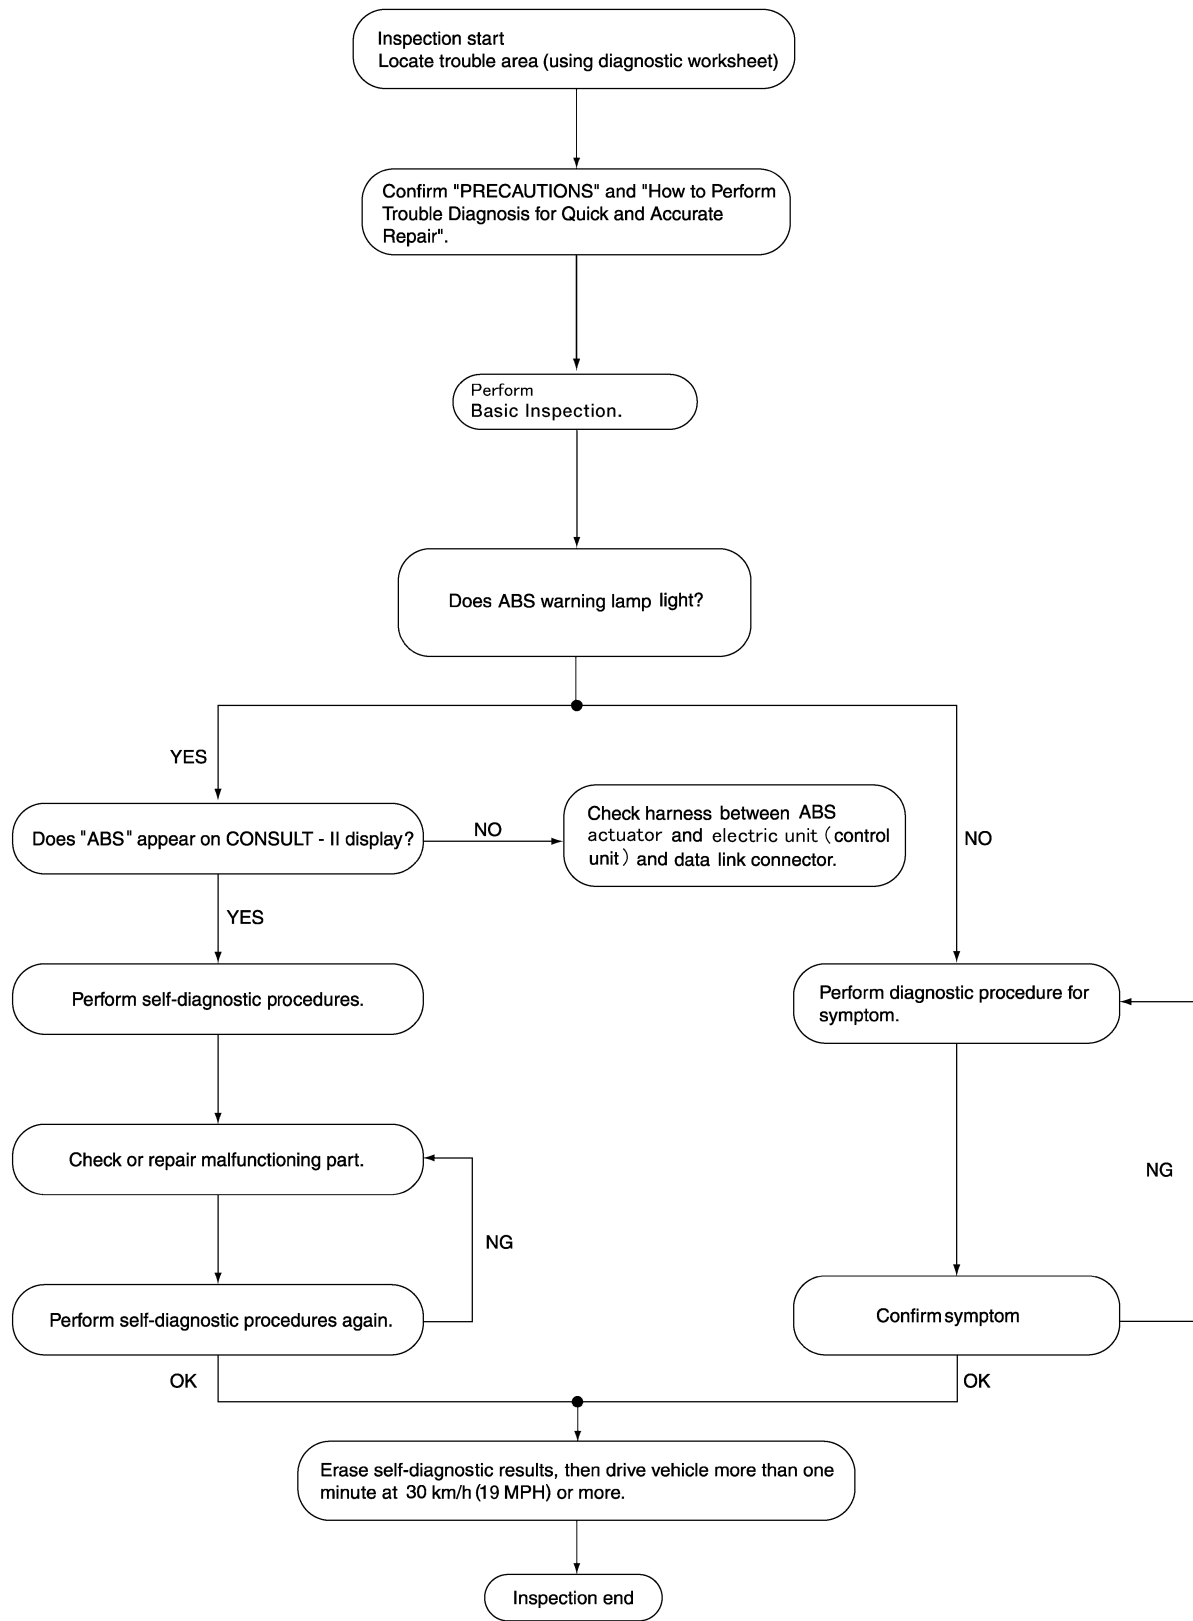 Inspection start
Locate trouble area (using diagnostic worksheet)
Confirm "PRECAUTIONS" and "How to Perform
Trouble Diagnosis for Quick and Accurate
Repair".
Perform
Basic Inspection.
Does ABS warning lamp light?
YES
NO
Does "ABS" appear on CONSULT - II display?
NO
Check harness between ABS
actuator and electric unit (control
unit) and data link connector.
YES
Perform self-diagnostic procedures.
Perform diagnostic procedure for
symptom.
Check or repair malfunctioning part.
NG
NG
Perform self-diagnostic procedures again.
Confirm symptom
OK
OK
Erase self-diagnostic results, then drive vehicle more than one
minute at 30 km/h (19 MPH) or more.
Inspection end